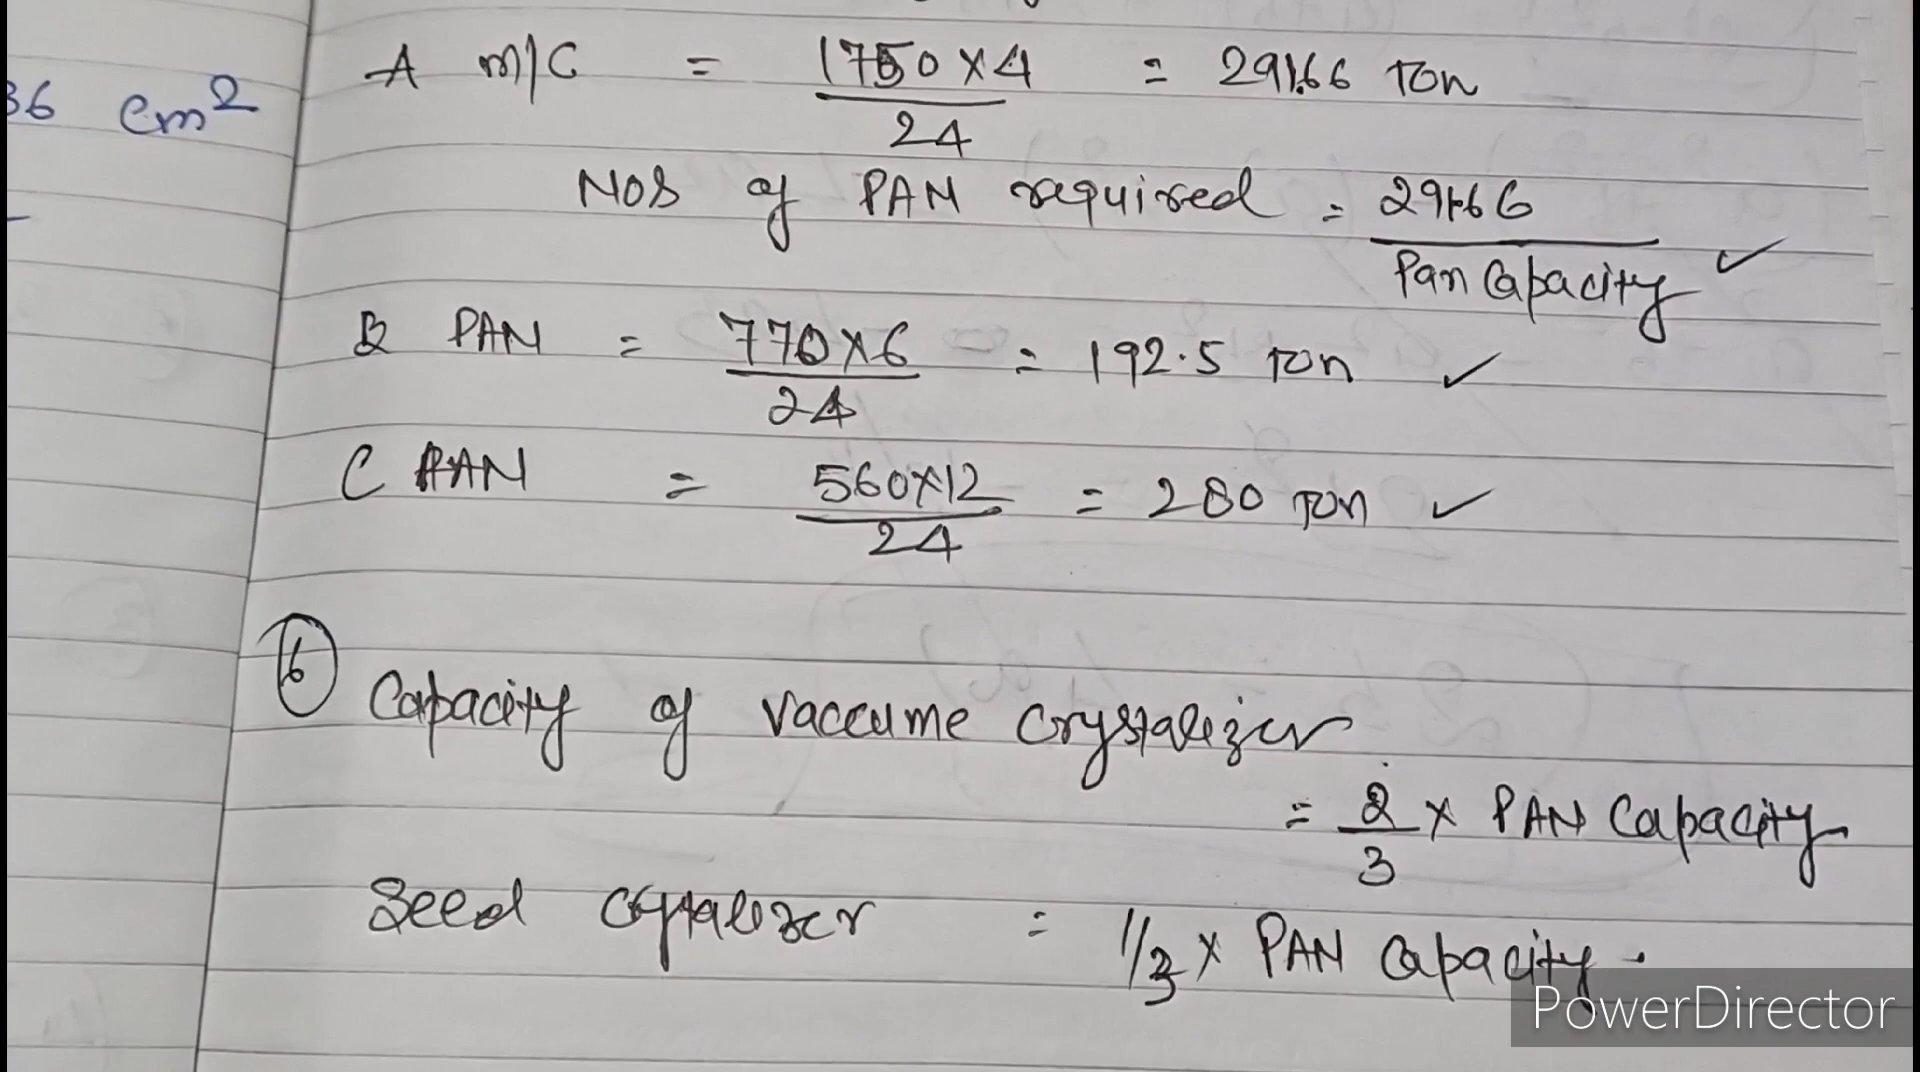 36 cm²
A m/c = 1750 x 4 / 24 = 291.66 Ton
Nos of PAN required = 291.66 / Pan Capacity ✓
B PAN = 770 x 6 / 24 = 192.5 Ton ✓
C PAN = 560 x 12 / 24 = 280 Ton ✓
6 Capacity of vaccume crystalizer
= 2/3 x PAN Capacity
Seed = 1/3 x PAN Capacity.
PowerDirector